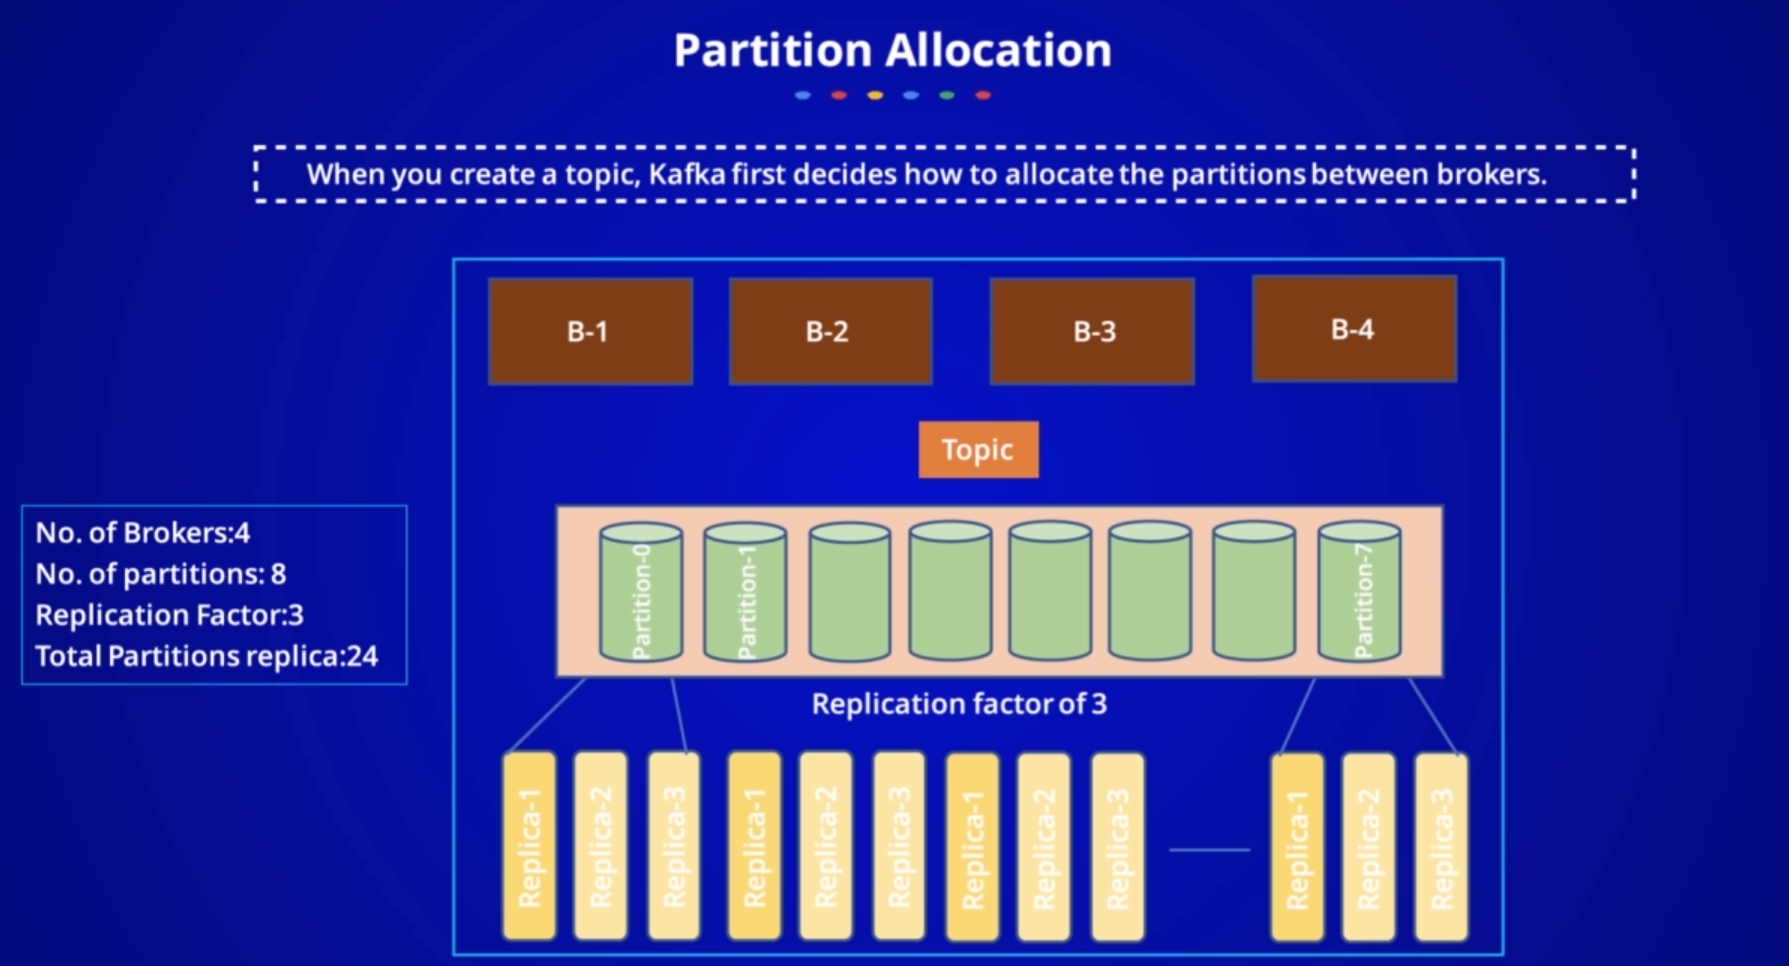 Partition Allocation
When you create a topic, Kafka first decides how to allocate the partitions between brokers.
B-1
B-2
B-3
B-4
Topic
No. of Brokers:4
No. of partitions: 8
Replication Factor:3
Total Partitions replica:24
Partition-0
Partition-1
Partition-7
Replication factor of 3
Replica-1
Replica-2
Replica-3
Replica-1
Replica-2
Replica-3
Replica-1
Replica-2
Replica-3
Replica-1
Replica-2
Replica-3